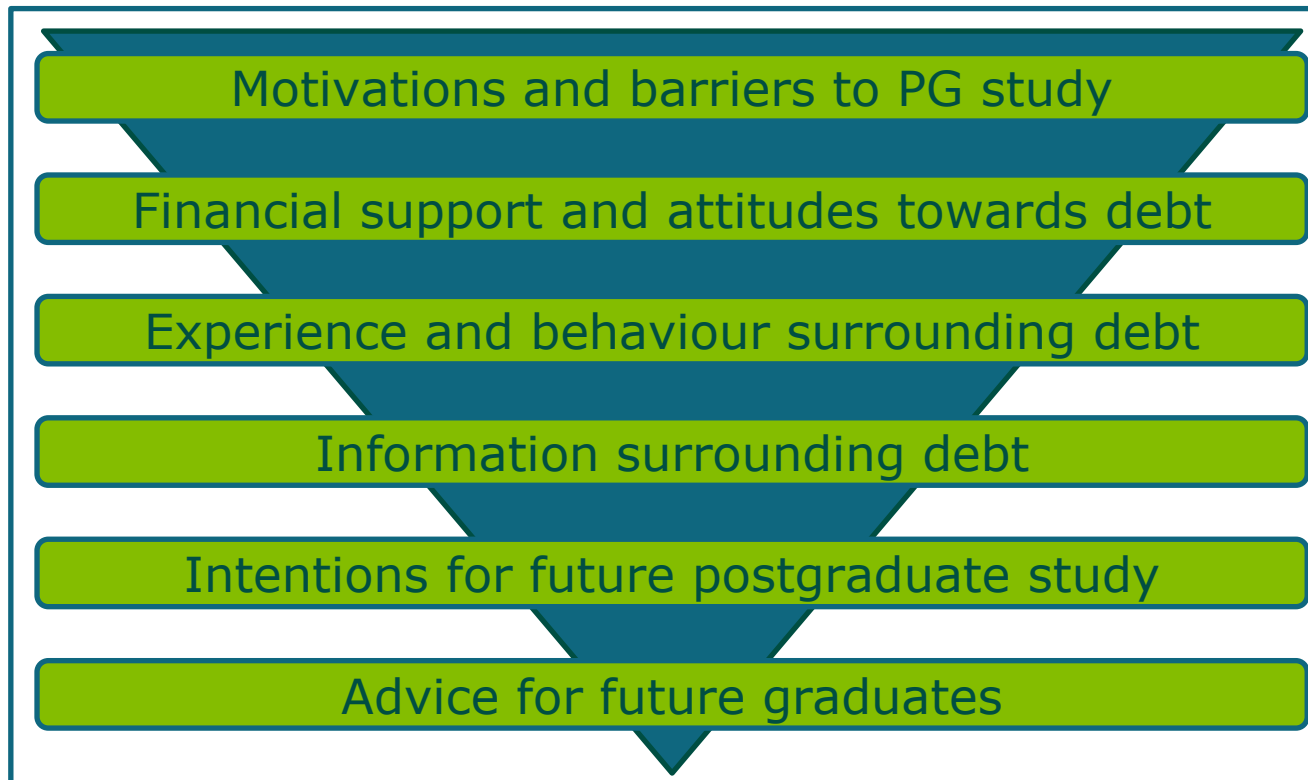 Motivations and barriers to PG study
Financial support and attitudes towards debt
Experience and behaviour surrounding debt
Information surrounding debt
Intentions for future postgraduate study
Advice for future graduates